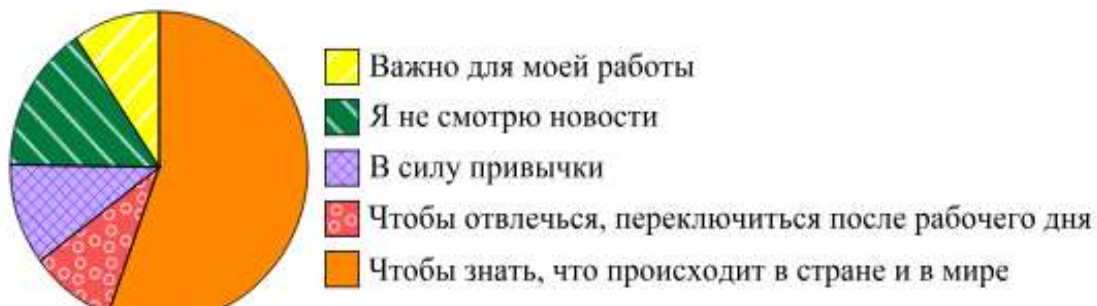 Важно для моей работы
Я не смотрю новости
В силу привычки
Чтобы отвлечься, переключиться после рабочего дня
Чтобы знать, что происходит в стране и в мире